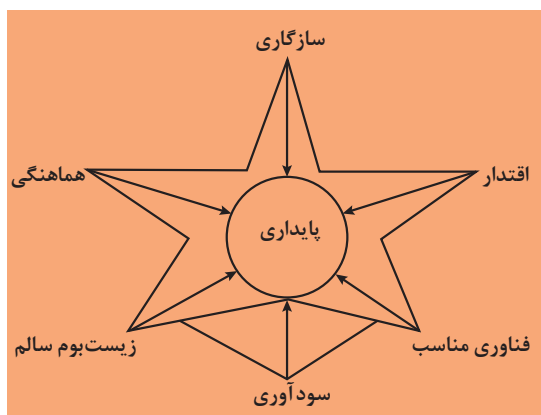 سازگاری
اقتدار
هماهنگی
پایداری
فناوری مناسب
زیست‌بوم سالم
سودآوری